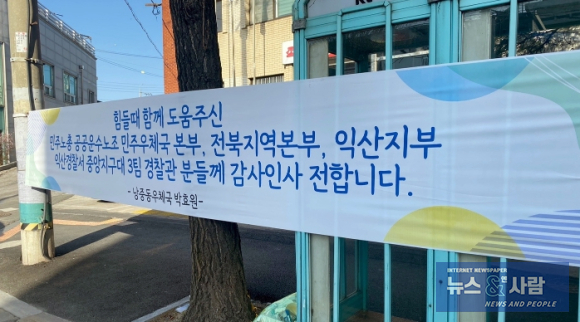 힘들때 함께 도움주신
민주노총 공공운수노조 민주우체국 본부, 전북지역본부, 익산지부
익산경찰서 중앙지구대 3팀 경찰관 분들께 감사인사 전합니다.
- 남중동우체국 박효원-
INTERNET NEWSPAPER
뉴스&사람
NEWS AND PEOPLE